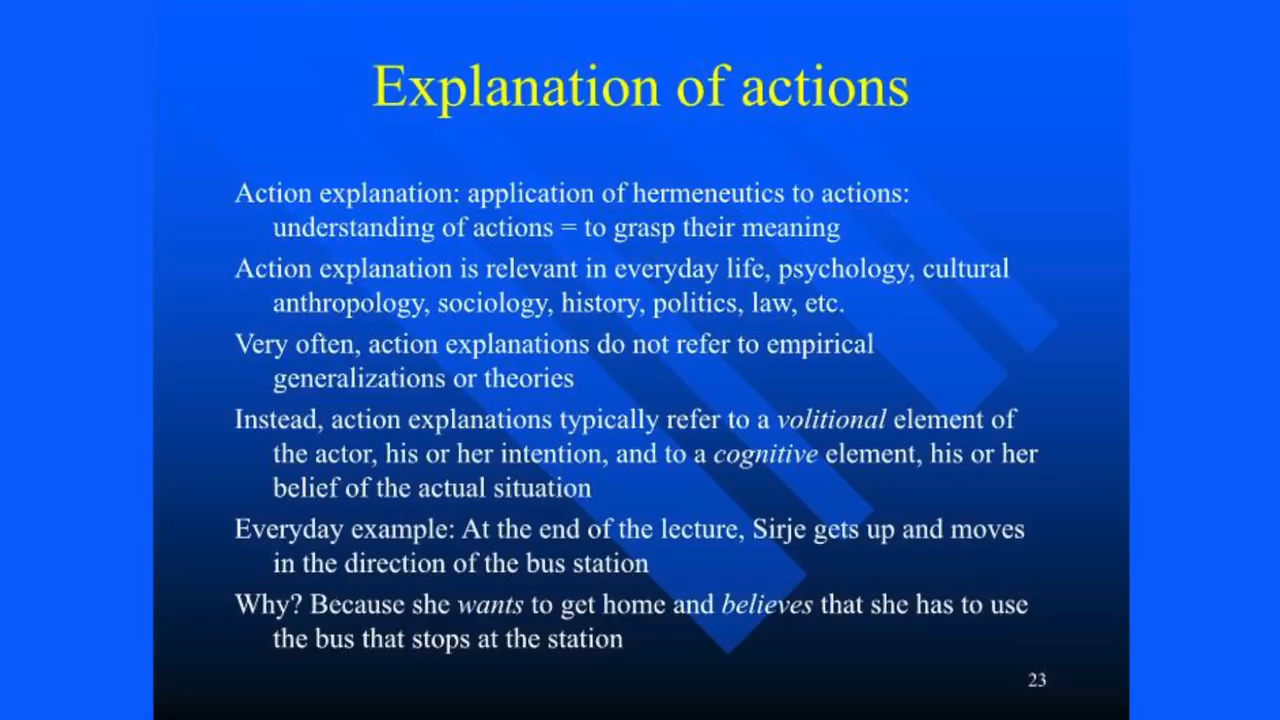 Explanation of actions
Action explanation: application of hermeneutics to actions:
understanding of actions = to grasp their meaning
Action explanation is relevant in everyday life, psychology, cultural
anthropology, sociology, history, politics, law, etc.
Very often, action explanations do not refer to empirical
generalizations or theories
Instead, action explanations typically refer to a volitional element of
the actor, his or her intention, and to a cognitive element, his or her
belief of the actual situation
Everyday example: At the end of the lecture, Sirje gets up and moves
in the direction of the bus station
Why? Because she wants to get home and believes that she has to use
the bus that stops at the station
23